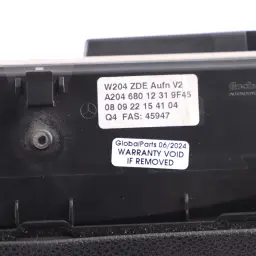 W204 ZDE Aufn V2
A204 680 12 31 9F45
08 09 22 15 41 04
Q4 FAS: 45947
GlobalParts 06/2024
WARRANTY VOID
IF REMOVED